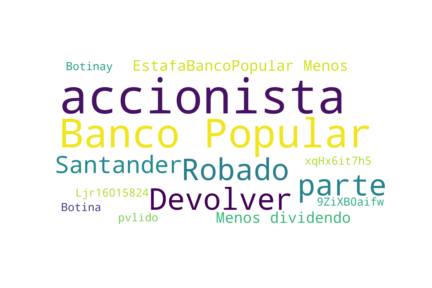 Botinay EstafaBancoPopular Menos
accionista
Banco Popular
Santander Robado xqHx6it7h5
parte
Ljr16015824 Devolver 9ZiXBOaifw
Botina
pvlido Menos dividendo